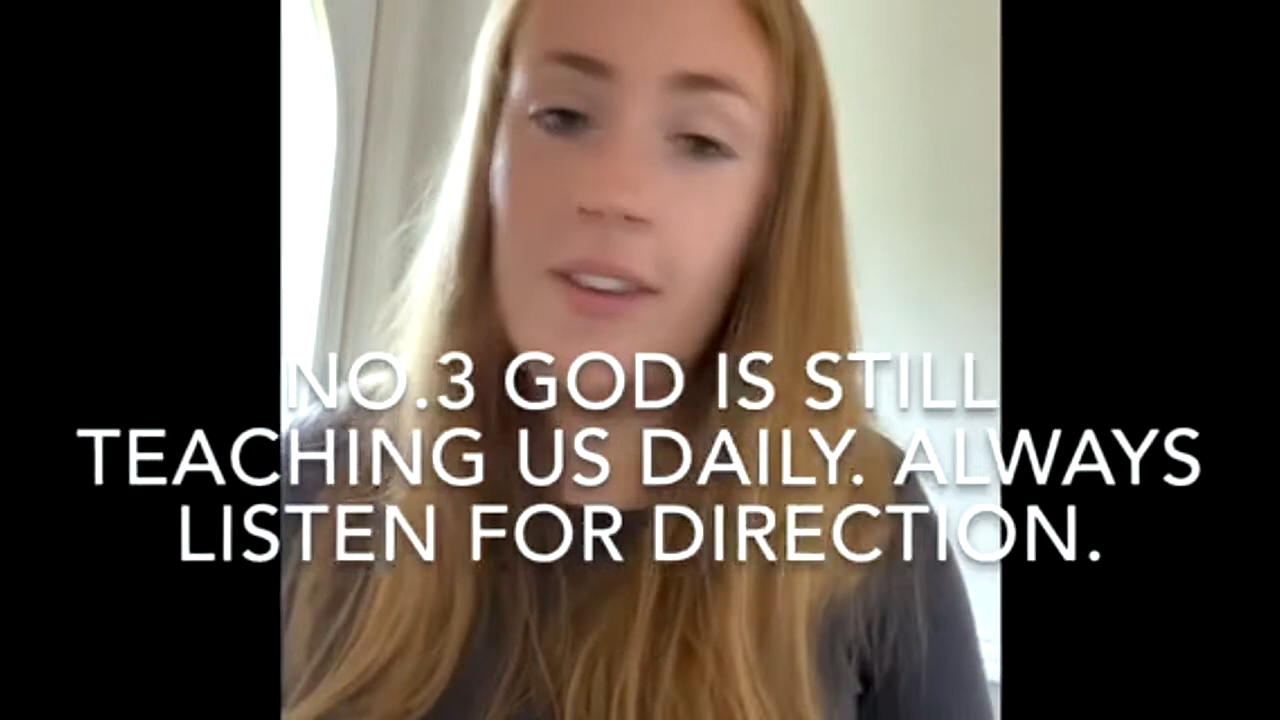 NO.3 GOD IS STILL
TEACHING US DAILY. ALWAYS
LISTEN FOR DIRECTION.